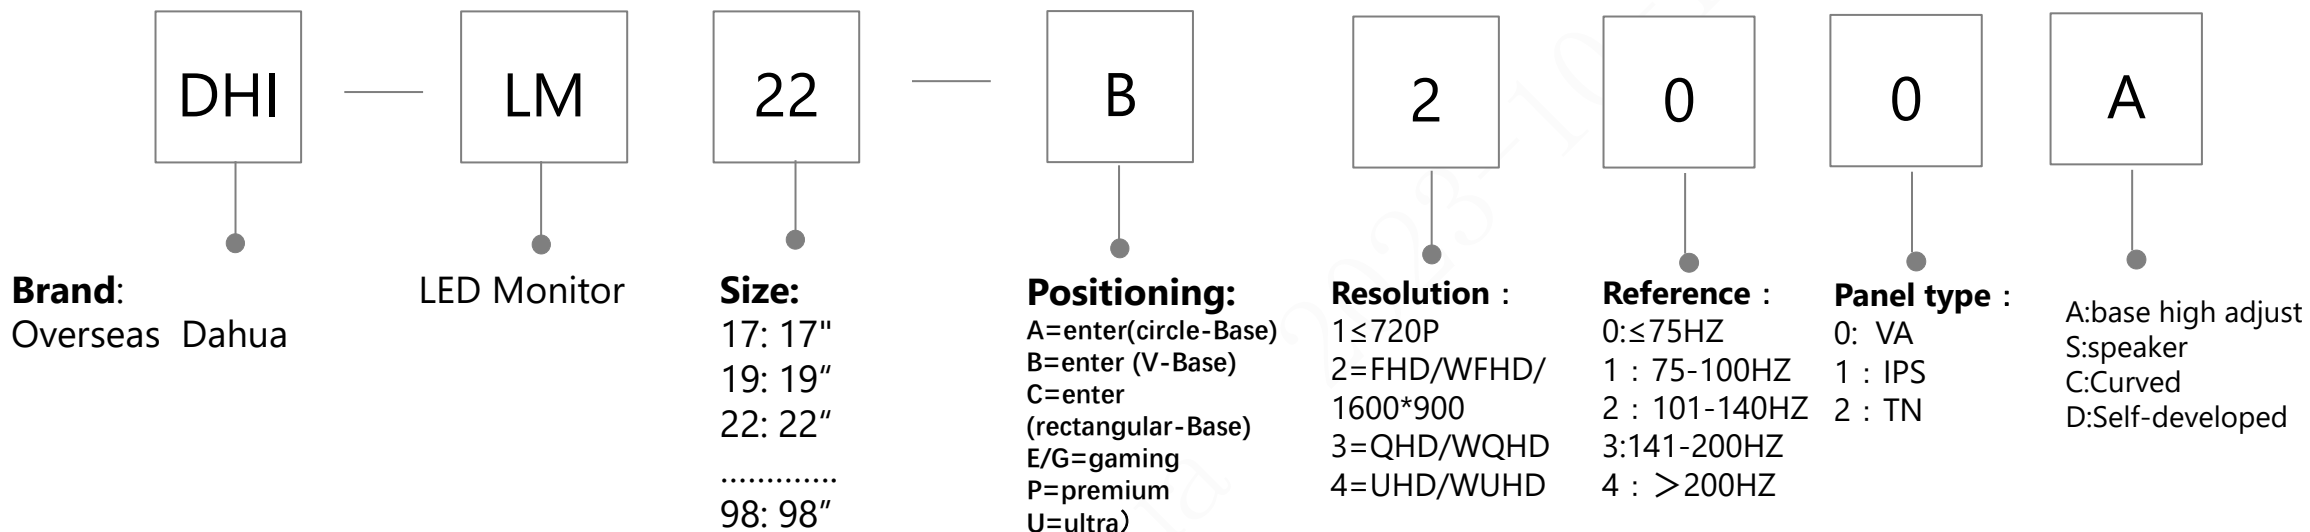 DHI — LM 22 — B 2 0 0 A
Brand:
Overseas Dahua
LED Monitor
Size:
17: 17"
19: 19“
22: 22“
.............
98: 98”
Positioning:
A=enter(circle-Base)
B=enter (V-Base)
C=enter
(rectangular-Base)
E/G=gaming
P=premium
U=ultra）
Resolution：
1≤720P
2=FHD/WFHD/
1600*900
3=QHD/WQHD
4=UHD/WUHD
Reference：
0:≤75HZ
1：75-100HZ
2：101-140HZ
3:141-200HZ
4：＞200HZ
Panel type：
0: VA
1：IPS
2：TN
A:base high adjust
S:speaker
C:Curved
D:Self-developed